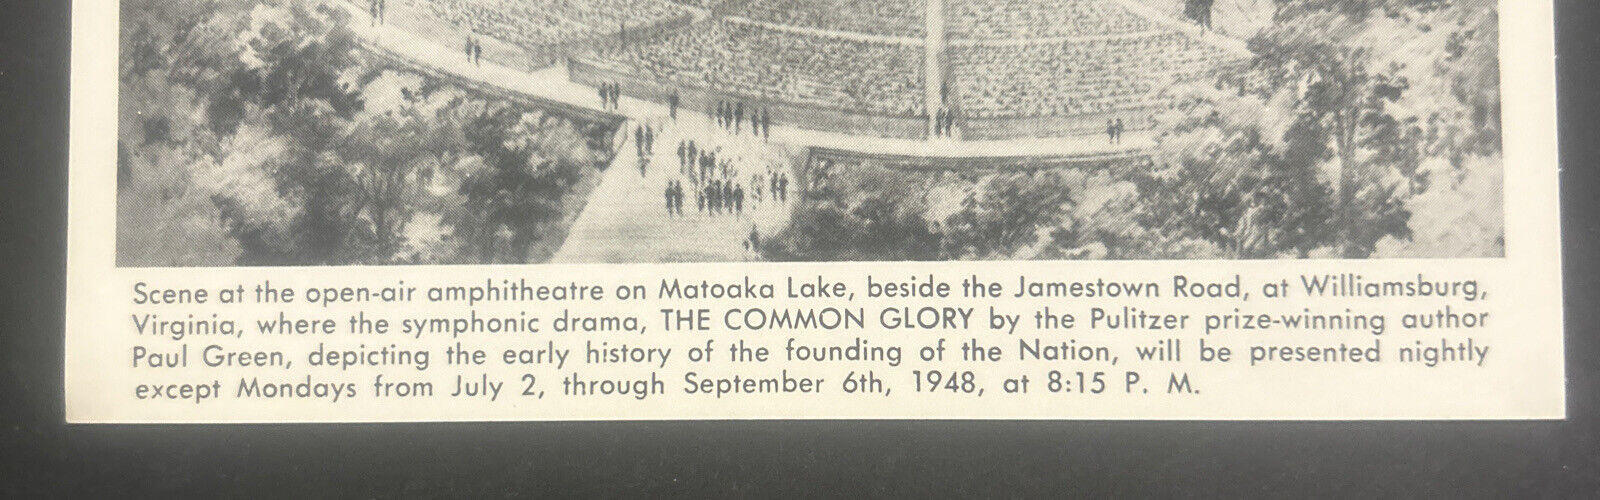 Scene at the open-air amphitheatre on Matoaka Lake, beside the Jamestown Road, at Williamsburg,
Virginia, where the symphonic drama, THE COMMON GLORY by the Pulitzer prize-winning author
Paul Green, depicting the early history of the founding of the Nation, will be presented nightly
except Mondays from July 2, through September 6th, 1948, at 8:15 P. M.